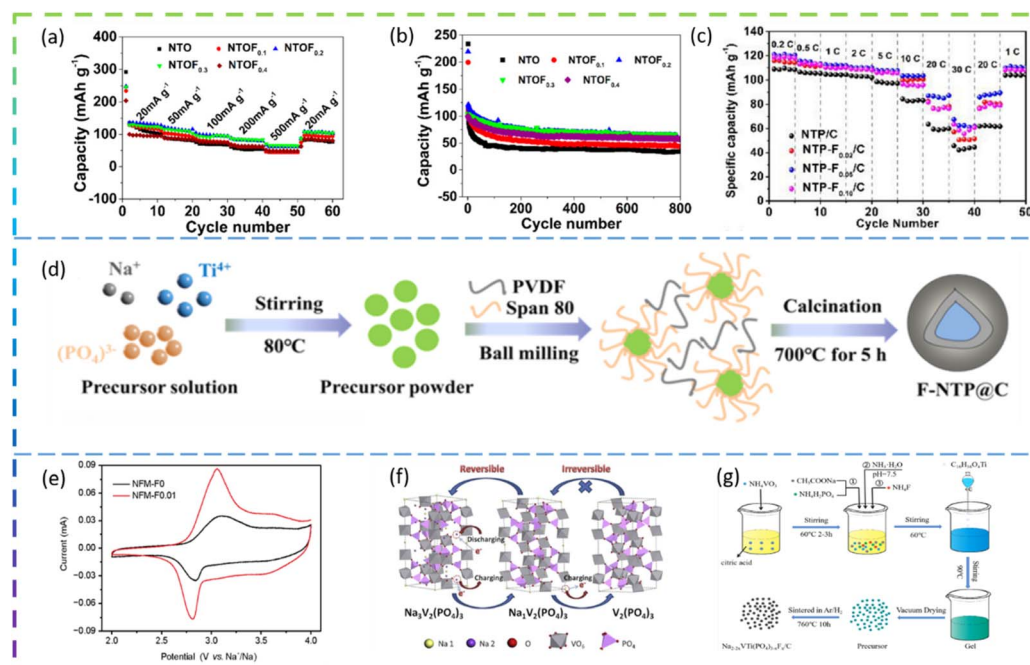 (a)
NTO NTOF0.1 NTOF0.2
NTOF0.3 NTOF0.4
20mA g⁻¹
50mA g⁻¹
100mA g⁻¹
200mA g⁻¹
500mA g⁻¹
20mA g⁻¹
Capacity (mAh g⁻¹)
400
300
200
100
0
-100
0 10 20 30 40 50 60
Cycle number
(b)
NTO NTOF0.1 NTOF0.2
NTOF0.3 NTOF0.4
Capacity (mAh g⁻¹)
250
200
150
100
50
0
-50
0 200 400 600 800
Cycle number
(c)
0.2 C 0.5 C 1 C 2 C 5 C 10 C 20 C 30 C 20 C 1 C
NTP/C
NTP-F0.02/C
NTP-F0.05/C
NTP-F0.10/C
Specific capacity (mAh g⁻¹)
140
120
100
80
60
40
20
0
0 10 20 30 40 50
Cycle Number
(d)
Na⁺
Ti⁴⁺
(PO₄)³⁻
Precursor solution
Stirring
80°C
Precursor powder
PVDF
Span 80
Ball milling
Calcination
700°C for 5 h
F-NTP@C
(e)
NFM-F0
NFM-F0.01
Current (mA)
0.09
0.06
0.03
0.00
-0.03
-0.06
-0.09
2.0 2.5 3.0 3.5 4.0
Potential (V vs. Na⁺/Na)
(f)
Reversible
Irreversible
Discharging
Charging
Charging
Na₃V₂(PO₄)₃
Na₁V₂(PO₄)₃
V₂(PO₄)₃
Na 1 Na 2 O VO₆ PO₄
(g)
NH₄VO₃
citric acid
Stirring
60°C 2-3h
CH₃COONa
NH₄H₂PO₄
①
② NH₃·H₂O
pH=7.5
③
NH₄F
Stirring
60°C
Stirring
90°C
Gel
Vacuum Drying
Precursor
Sintered in Ar/H₂
760°C 10h